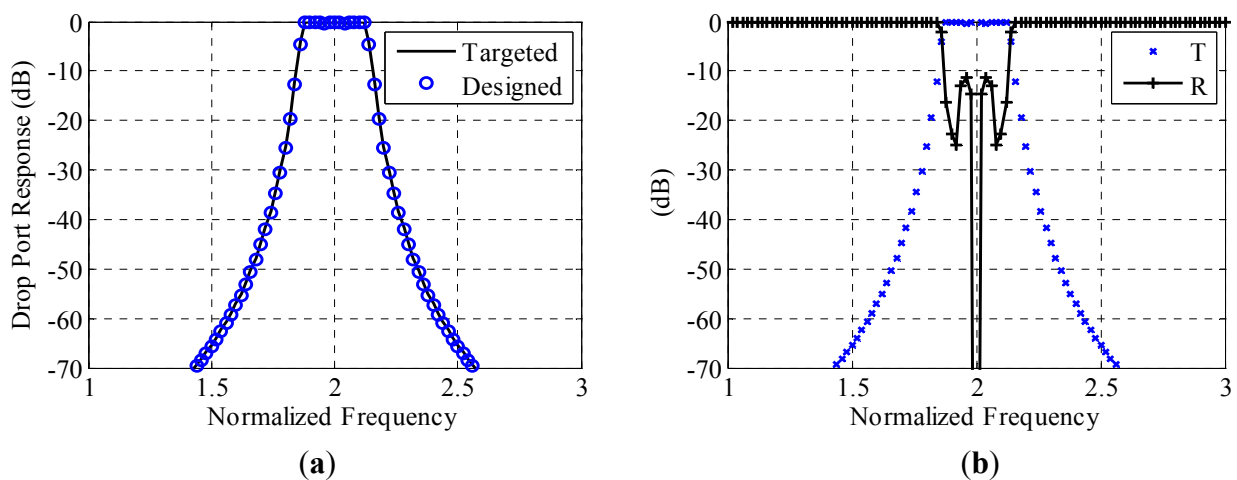 0
-10
-20
-30
-40
-50
-60
-70
Drop Port Response (dB)
Targeted
Designed
1
1.5
2
2.5
3
Normalized Frequency
(a)
0
-10
-20
-30
-40
-50
-60
-70
(dB)
T
R
1
1.5
2
2.5
3
Normalized Frequency
(b)